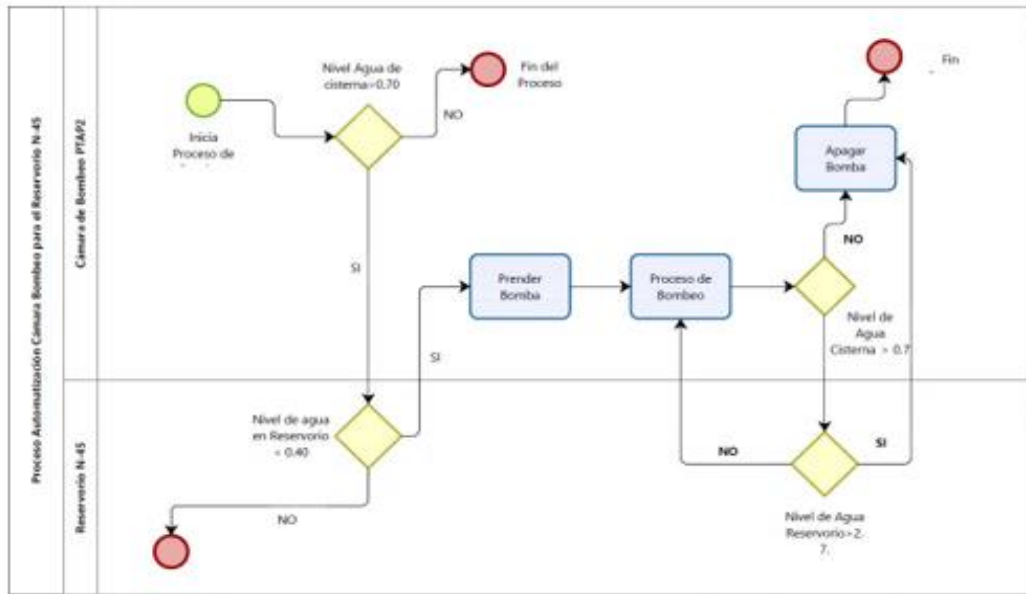 Proceso Automatización Cámara Bombeo para el Reservorio N-45
Cámara de Bombeo PTAP2
Reservorio N-45
Inicia
Proceso de
Nivel Agua de
cisterna>0.70
NO
Fin del
Proceso
SI
Nivel de agua
en Reservorio
< 0.40
NO
SI
Prender
Bomba
Proceso de
Bombeo
Nivel de
Agua
Cisterna > 0.7
NO
Apagar
Bomba
Fin
NO
SI
Nivel de Agua
Reservorio>2.
7.